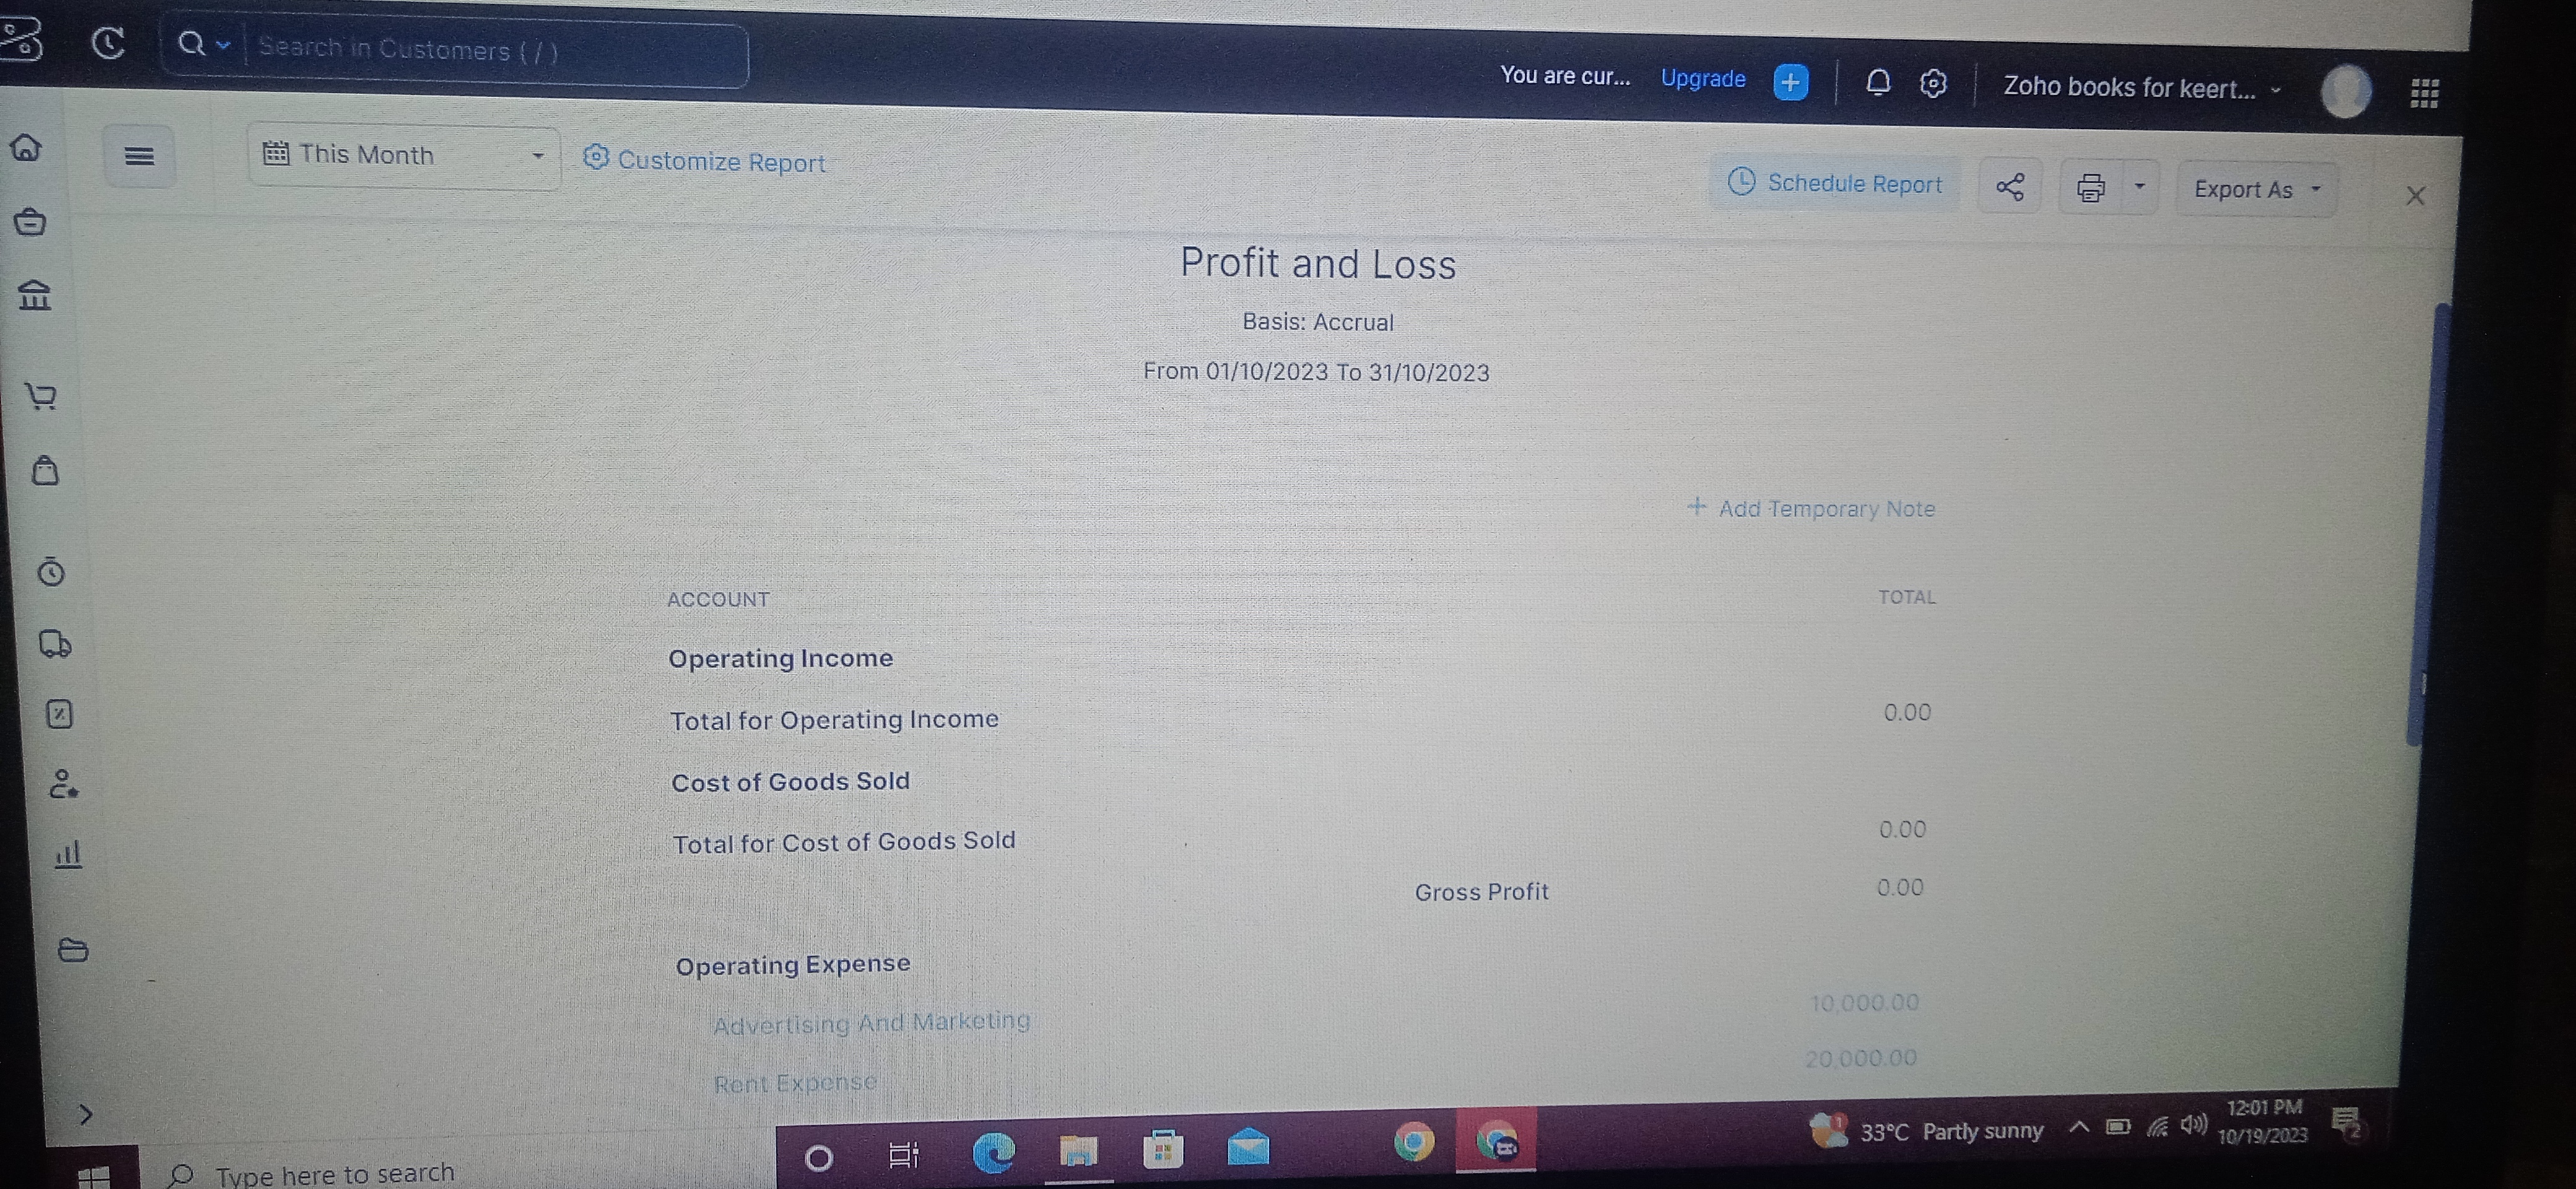 Search in Customers ( / )
You are cur... Upgrade
Zoho books for keert...
This Month
Customize Report
Schedule Report
Export As
Profit and Loss
Basis: Accrual
From 01/10/2023 To 31/10/2023
+ Add Temporary Note
ACCOUNT TOTAL
Operating Income
Total for Operating Income 0.00
Cost of Goods Sold
Total for Cost of Goods Sold 0.00
Gross Profit 0.00
Operating Expense
Advertising And Marketing 10,000.00
Rent Expense 20,000.00
Type here to search
1
33°C Partly sunny
12:01 PM
10/19/2023
2